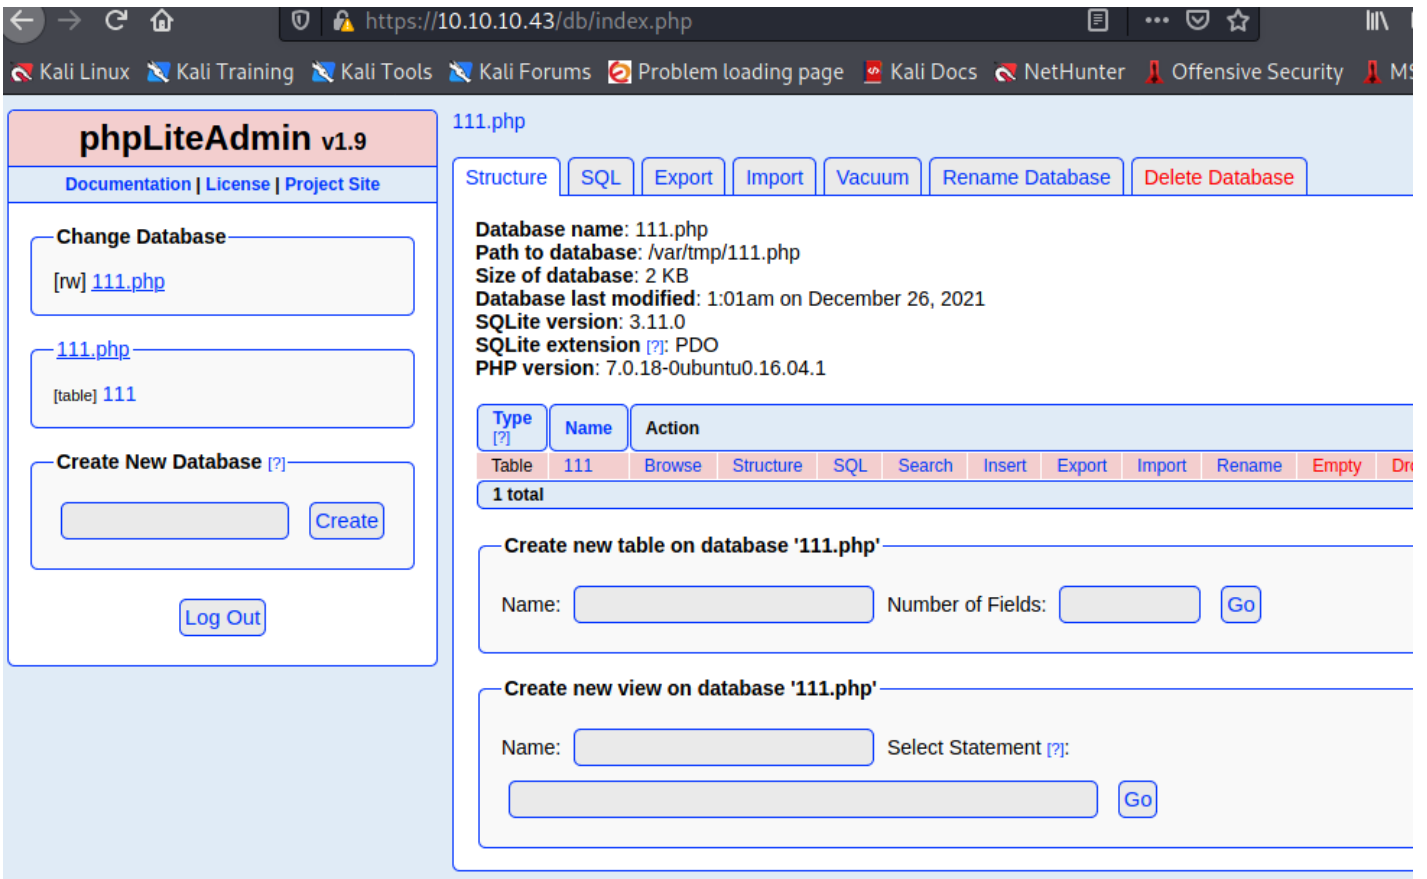 https://10.10.10.43/db/index.php
Kali Linux Kali Training Kali Tools Kali Forums Problem loading page Kali Docs NetHunter Offensive Security
phpLiteAdmin v1.9
Documentation | License | Project Site
Change Database
[rw] 111.php
111.php
[table] 111
Create New Database [?]
Create
Log Out
111.php
Structure SQL Export Import Vacuum Rename Database Delete Database
Database name: 111.php
Path to database: /var/tmp/111.php
Size of database: 2 KB
Database last modified: 1:01am on December 26, 2021
SQLite version: 3.11.0
SQLite extension [?]: PDO
PHP version: 7.0.18-0ubuntu0.16.04.1
Type [?] Name Action
Table 111 Browse Structure SQL Search Insert Export Import Rename Empty
1 total
Create new table on database '111.php'
Name: Number of Fields: Go
Create new view on database '111.php'
Name: Select Statement [?]:
Go